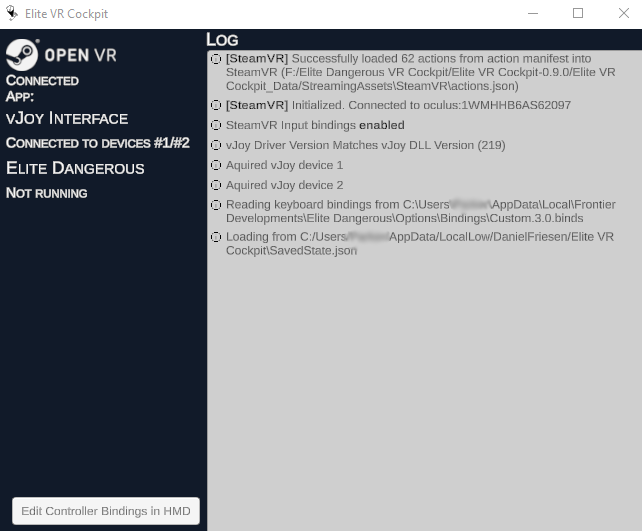 Elite VR Cockpit
OPEN VR
CONNECTED
APP:
VJOY INTERFACE
CONNECTED TO DEVICES #1/#2
ELITE DANGEROUS
NOT RUNNING
Edit Controller Bindings in HMD
LOG
[SteamVR] Successfully loaded 62 actions from action manifest into
SteamVR (F:/Elite Dangerous VR Cockpit/Elite VR Cockpit-0.9.0/Elite VR
Cockpit_Data/StreamingAssets\SteamVR\actions.json)
[SteamVR] Initialized. Connected to oculus:1WMHHB6AS62097
SteamVR Input bindings enabled
vJoy Driver Version Matches vJoy DLL Version (219)
Aquired vJoy device 1
Aquired vJoy device 2
Reading keyboard bindings from C:\Users\ \AppData\Local\Frontier
Developments\Elite Dangerous\Options\Bindings\Custom.3.0.binds
Loading from C:/Users/ AppData/LocalLow/DanielFriesen/Elite VR
Cockpit\SavedState.json